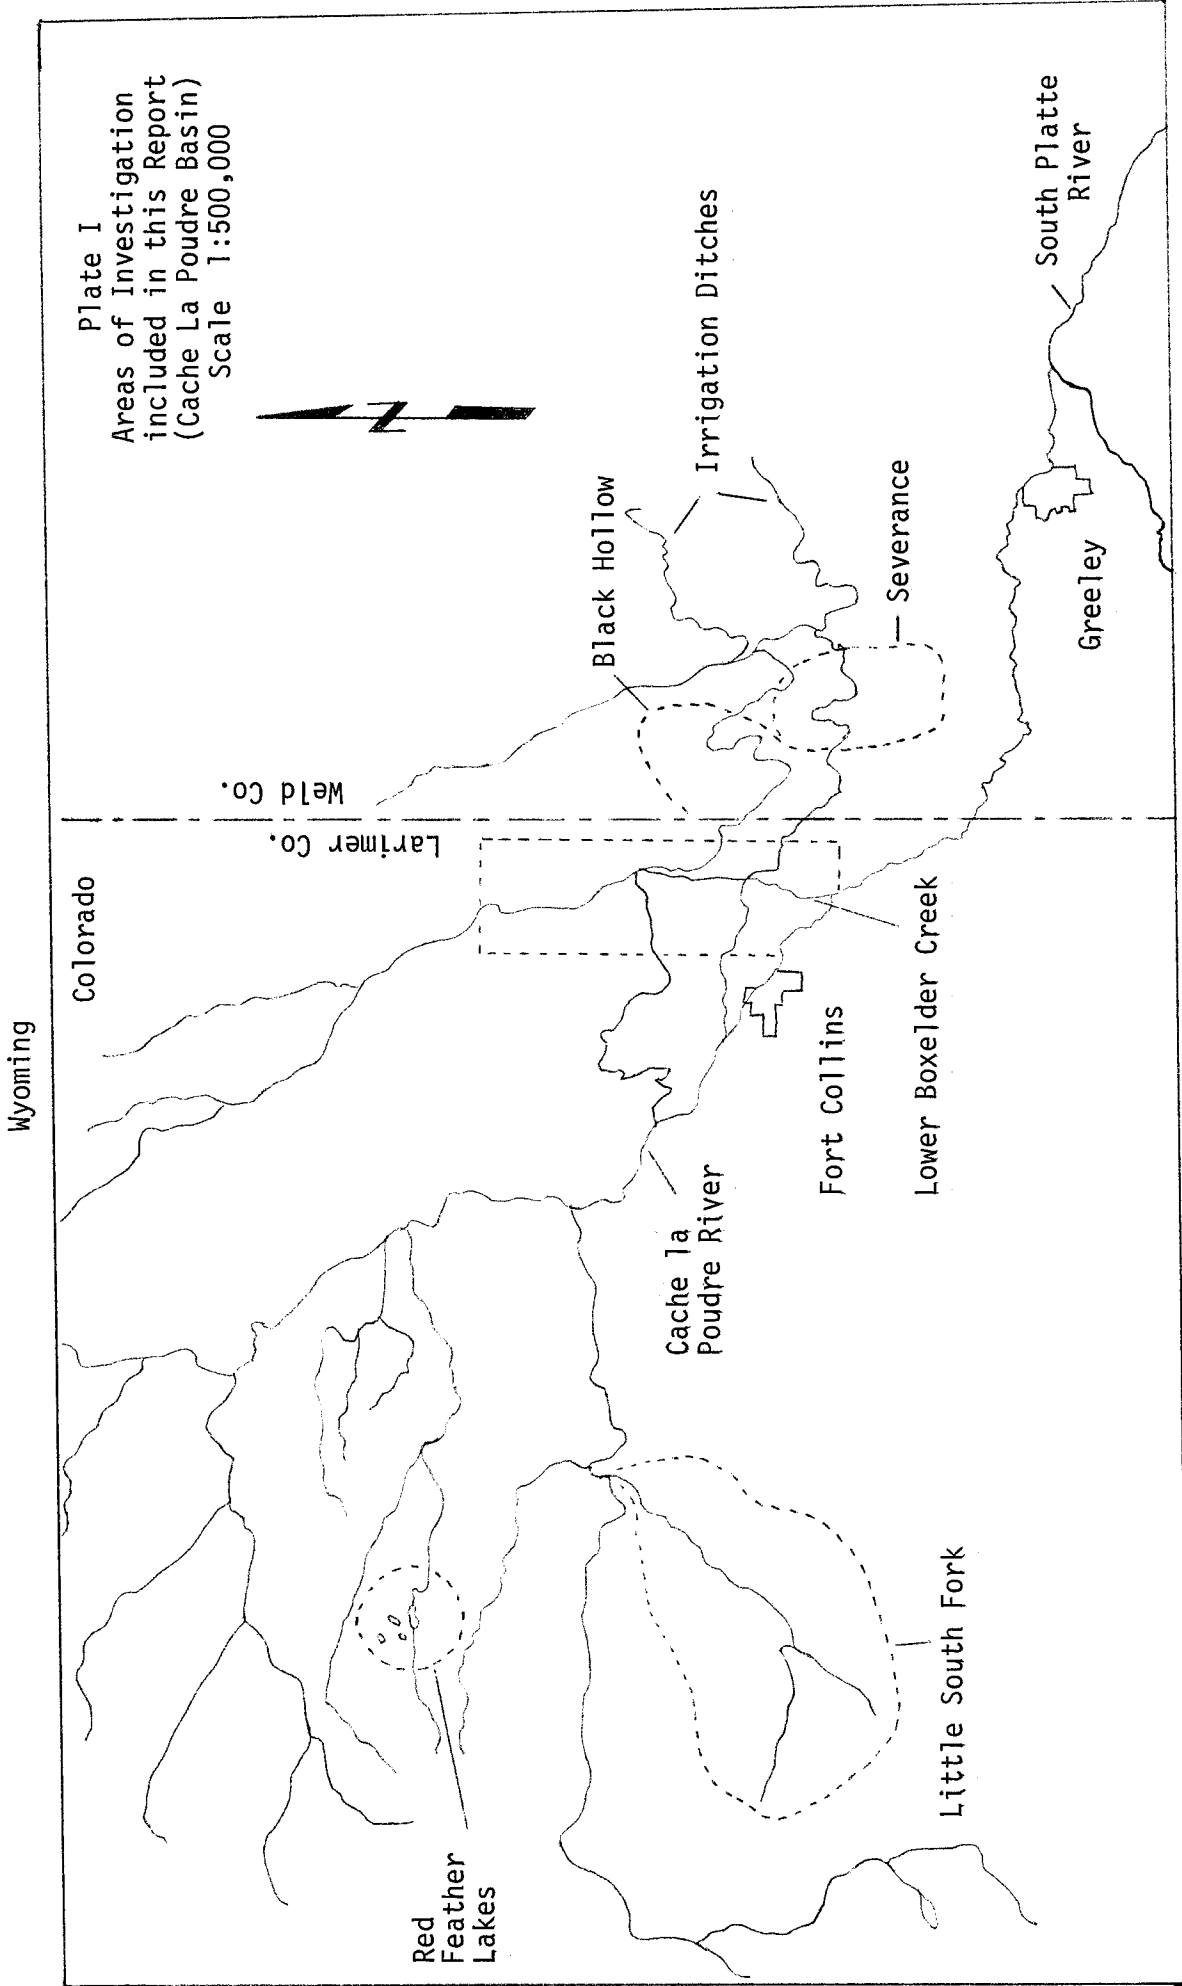 Plate I
Areas of Investigation
included in this Report
(Cache La Poudre Basin)
Scale 1:500,000
Wyoming
Colorado
Larimer Co.
Weld Co.
N
Black Hollow
Irrigation Ditches
Severance
South Platte
River
Greeley
Fort Collins
Lower Boxelder Creek
Cache la
Poudre River
Red
Feather
Lakes
Little South Fork